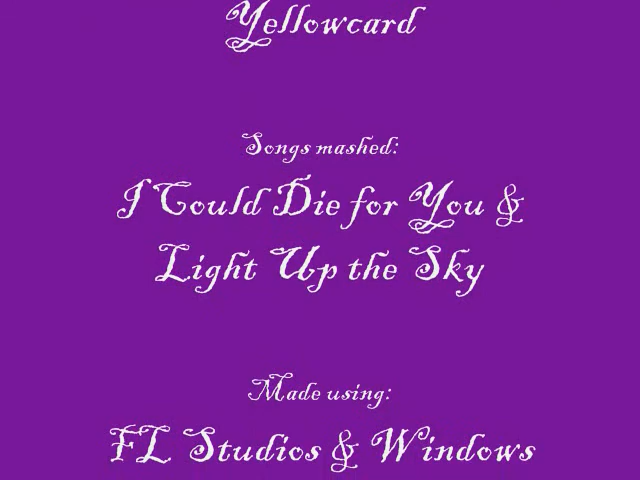 Yellowcard
Songs mashed:
I Could Die for You &
Light Up the Sky
Made using:
FL Studios & Windows